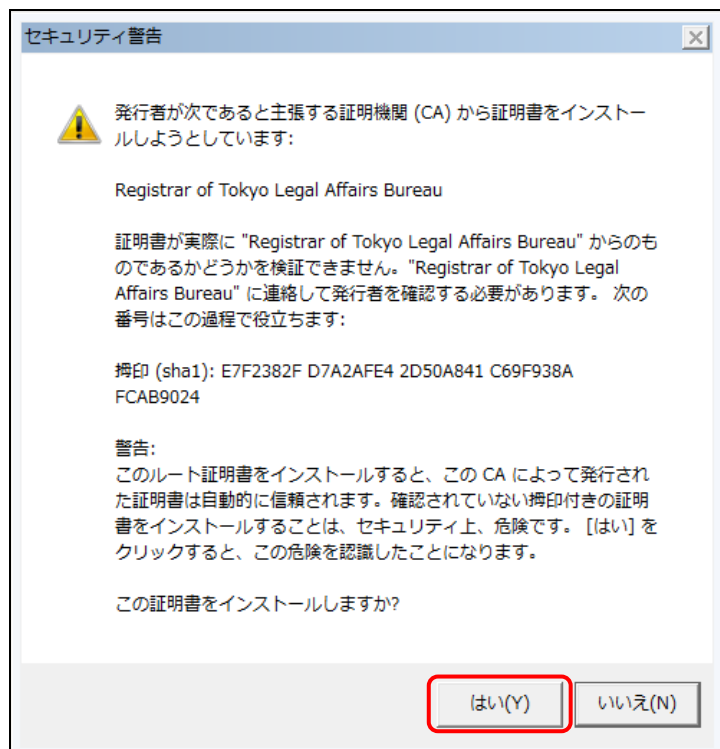 セキュリティ警告
発行者が次であると主張する証明機関 (CA) から証明書をインストー
ルしようとしています:
Registrar of Tokyo Legal Affairs Bureau
証明書が実際に "Registrar of Tokyo Legal Affairs Bureau" からのも
のであるかどうかを検証できません。"Registrar of Tokyo Legal
Affairs Bureau" に連絡して発行者を確認する必要があります。 次の
番号はこの過程で役立ちます:
拇印 (sha1): E7F2382F D7A2AFE4 2D50A841 C69F938A
FCAB9024
警告:
このルート証明書をインストールすると、この CA によって発行され
た証明書は自動的に信頼されます。確認されていない拇印付きの証明
書をインストールすることは、セキュリティ上、危険です。 [はい] を
クリックすると、この危険を認識したことになります。
この証明書をインストールしますか?
はい(Y)
いいえ(N)